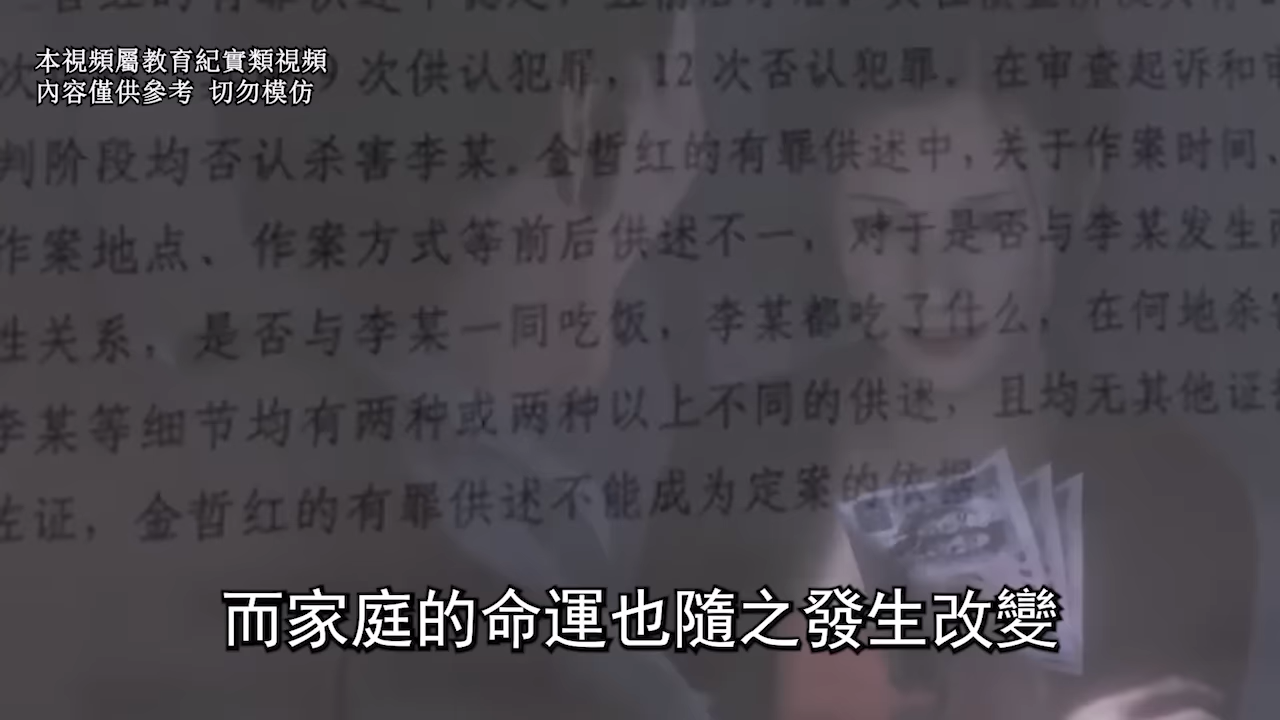 本視頻屬教育紀實類視頻
內容僅供參考 切勿模仿
次供认犯罪，12次否认犯罪。在审查起诉和审
判阶段均否认杀害李某。金哲红的有罪供述中，关于作案时间、
作案地点、作案方式等前后供述不一，对于是否与李某发生两
性关系，是否与李某一同吃饭，李某都吃了什么，在何地杀害
李某等细节均有两种或两种以上不同的供述，且均无其他证据
佐证，金哲红的有罪供述不能成为定案的依据
而家庭的命運也隨之發生改變